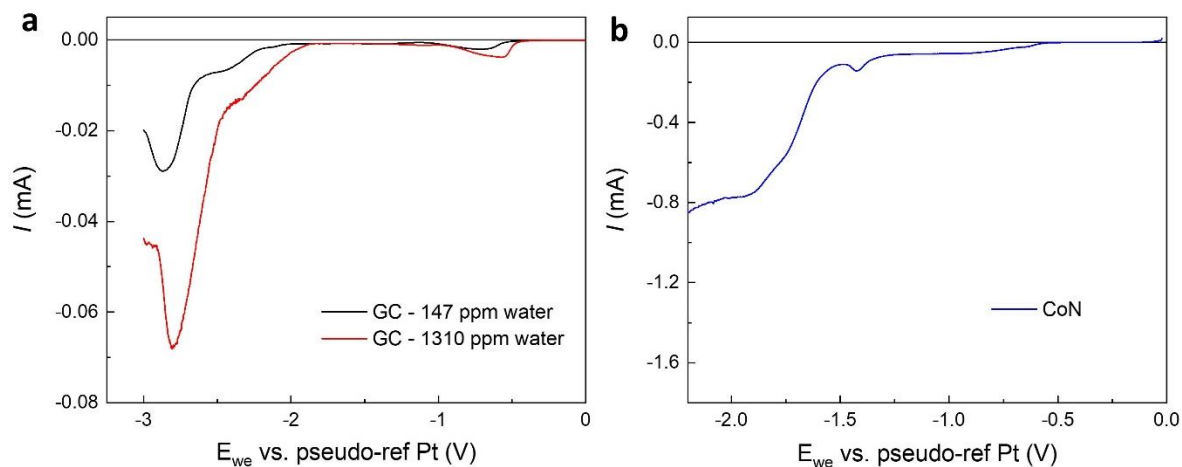 a
0.00
-0.02
-0.04
-0.06
-0.08
I (mA)
GC - 147 ppm water
GC - 1310 ppm water
-3 -2 -1 0
E_we vs. pseudo-ref Pt (V)
b
0.0
-0.4
-0.8
-1.2
-1.6
I (mA)
CoN
-2.0 -1.5 -1.0 -0.5 0.0
E_we vs. pseudo-ref Pt (V)